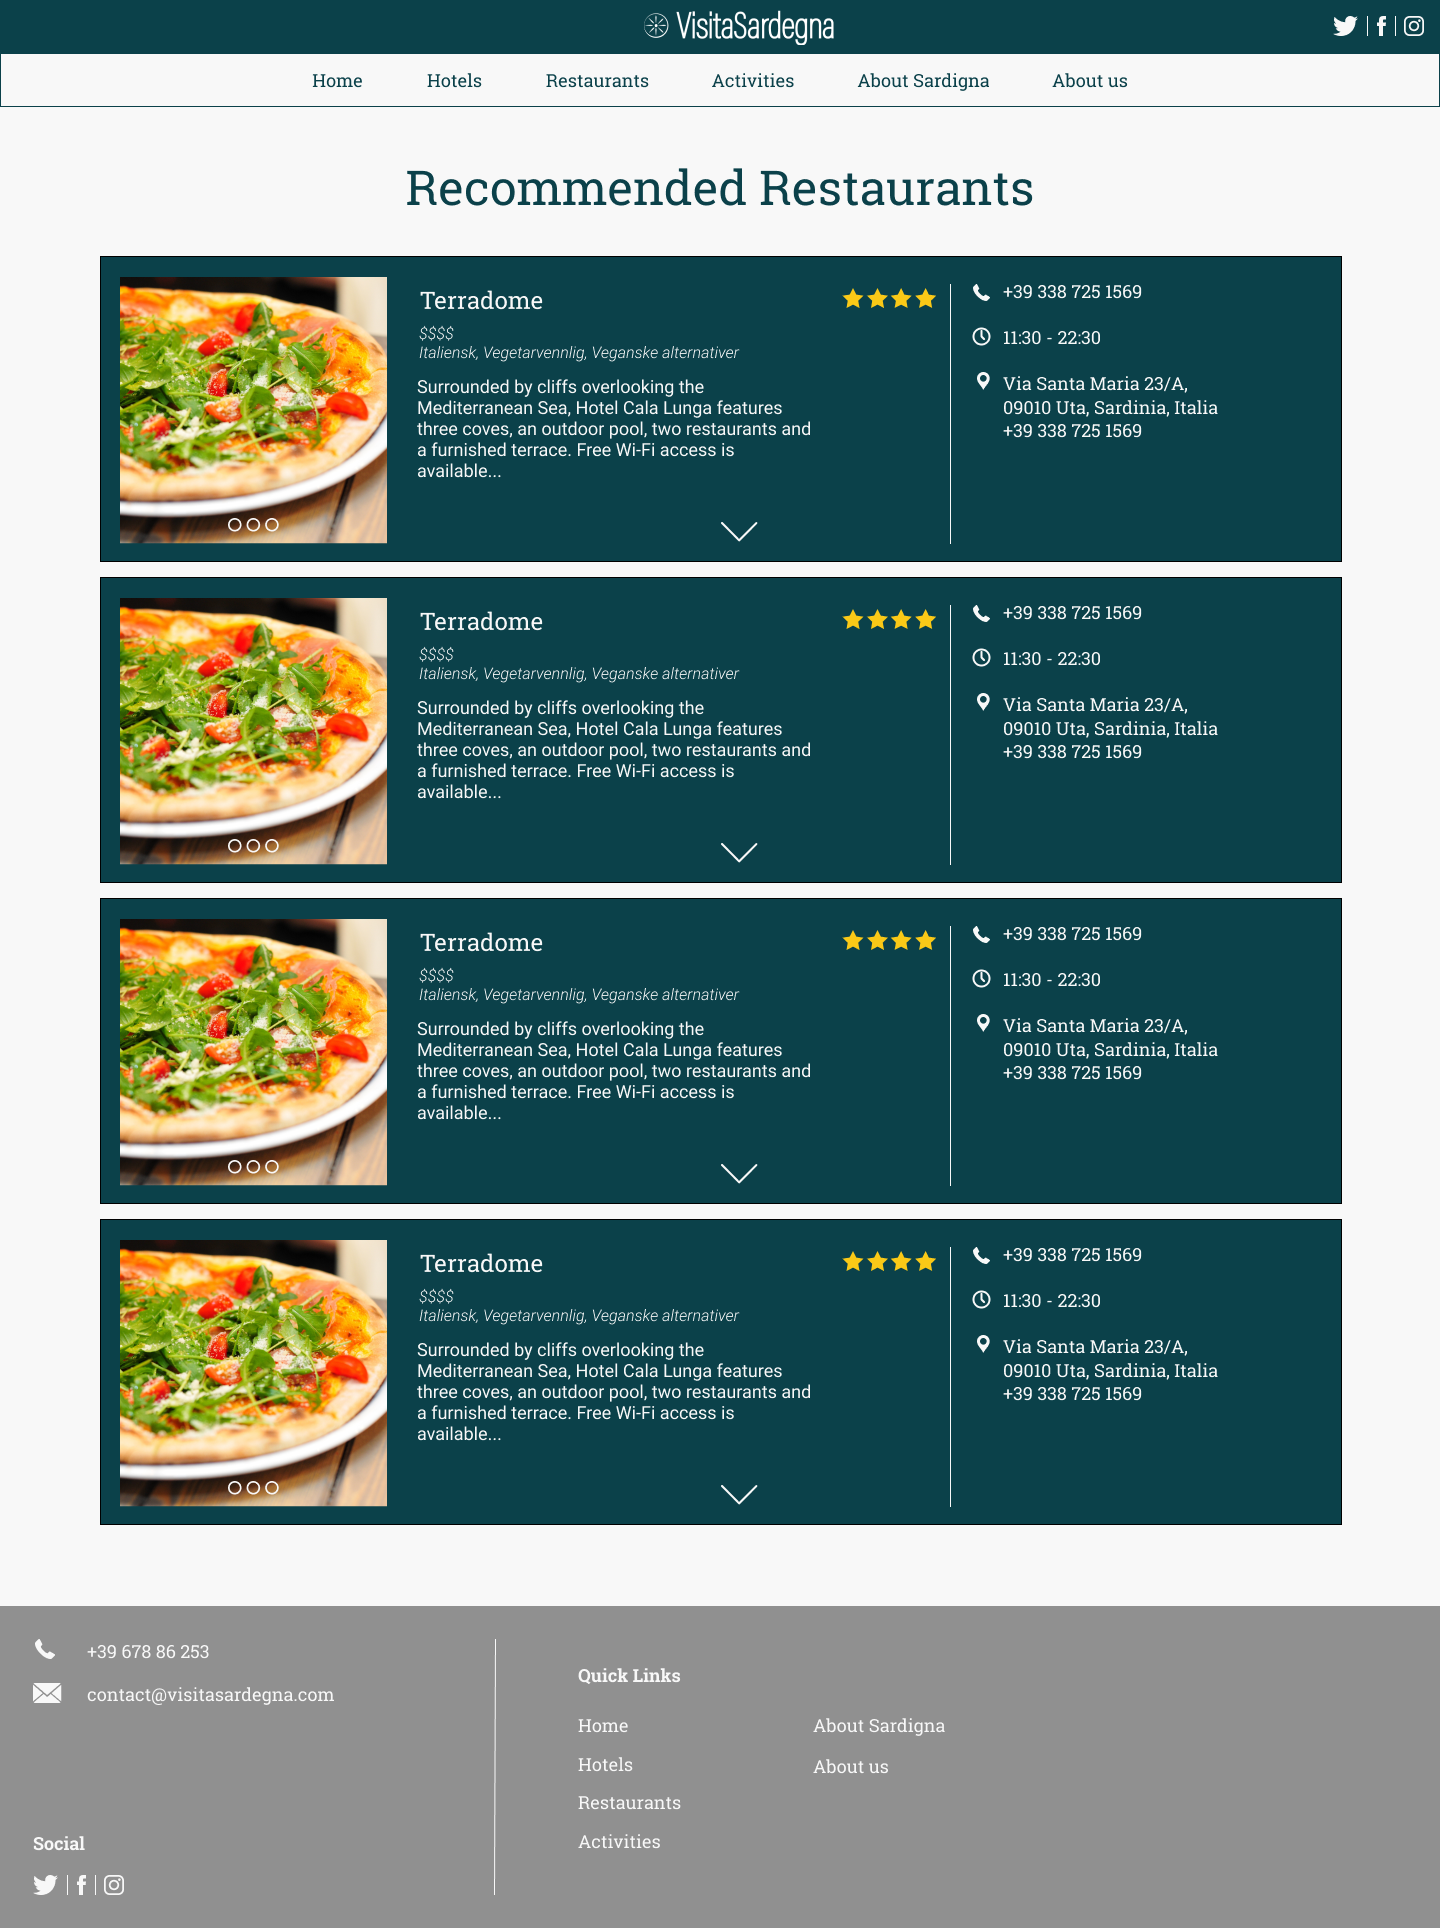 VisitaSardegna
Home Hotels Restaurants Activities About Sardigna About us
Recommended Restaurants
Terradome
$$$$
Italiensk, Vegetarvennlig, Veganske alternativer
Surrounded by cliffs overlooking the
Mediterranean Sea, Hotel Cala Lunga features
three coves, an outdoor pool, two restaurants and
a furnished terrace. Free Wi-Fi access is
available...
+39 338 725 1569
11:30 - 22:30
Via Santa Maria 23/A,
09010 Uta, Sardinia, Italia
+39 338 725 1569
Terradome
$$$$
Italiensk, Vegetarvennlig, Veganske alternativer
Surrounded by cliffs overlooking the
Mediterranean Sea, Hotel Cala Lunga features
three coves, an outdoor pool, two restaurants and
a furnished terrace. Free Wi-Fi access is
available...
+39 338 725 1569
11:30 - 22:30
Via Santa Maria 23/A,
09010 Uta, Sardinia, Italia
+39 338 725 1569
Terradome
$$$$
Italiensk, Vegetarvennlig, Veganske alternativer
Surrounded by cliffs overlooking the
Mediterranean Sea, Hotel Cala Lunga features
three coves, an outdoor pool, two restaurants and
a furnished terrace. Free Wi-Fi access is
available...
+39 338 725 1569
11:30 - 22:30
Via Santa Maria 23/A,
09010 Uta, Sardinia, Italia
+39 338 725 1569
Terradome
$$$$
Italiensk, Vegetarvennlig, Veganske alternativer
Surrounded by cliffs overlooking the
Mediterranean Sea, Hotel Cala Lunga features
three coves, an outdoor pool, two restaurants and
a furnished terrace. Free Wi-Fi access is
available...
+39 338 725 1569
11:30 - 22:30
Via Santa Maria 23/A,
09010 Uta, Sardinia, Italia
+39 338 725 1569
+39 678 86 253
contact@visitasardegna.com
Social
Quick Links
Home
Hotels
Restaurants
Activities
About Sardigna
About us